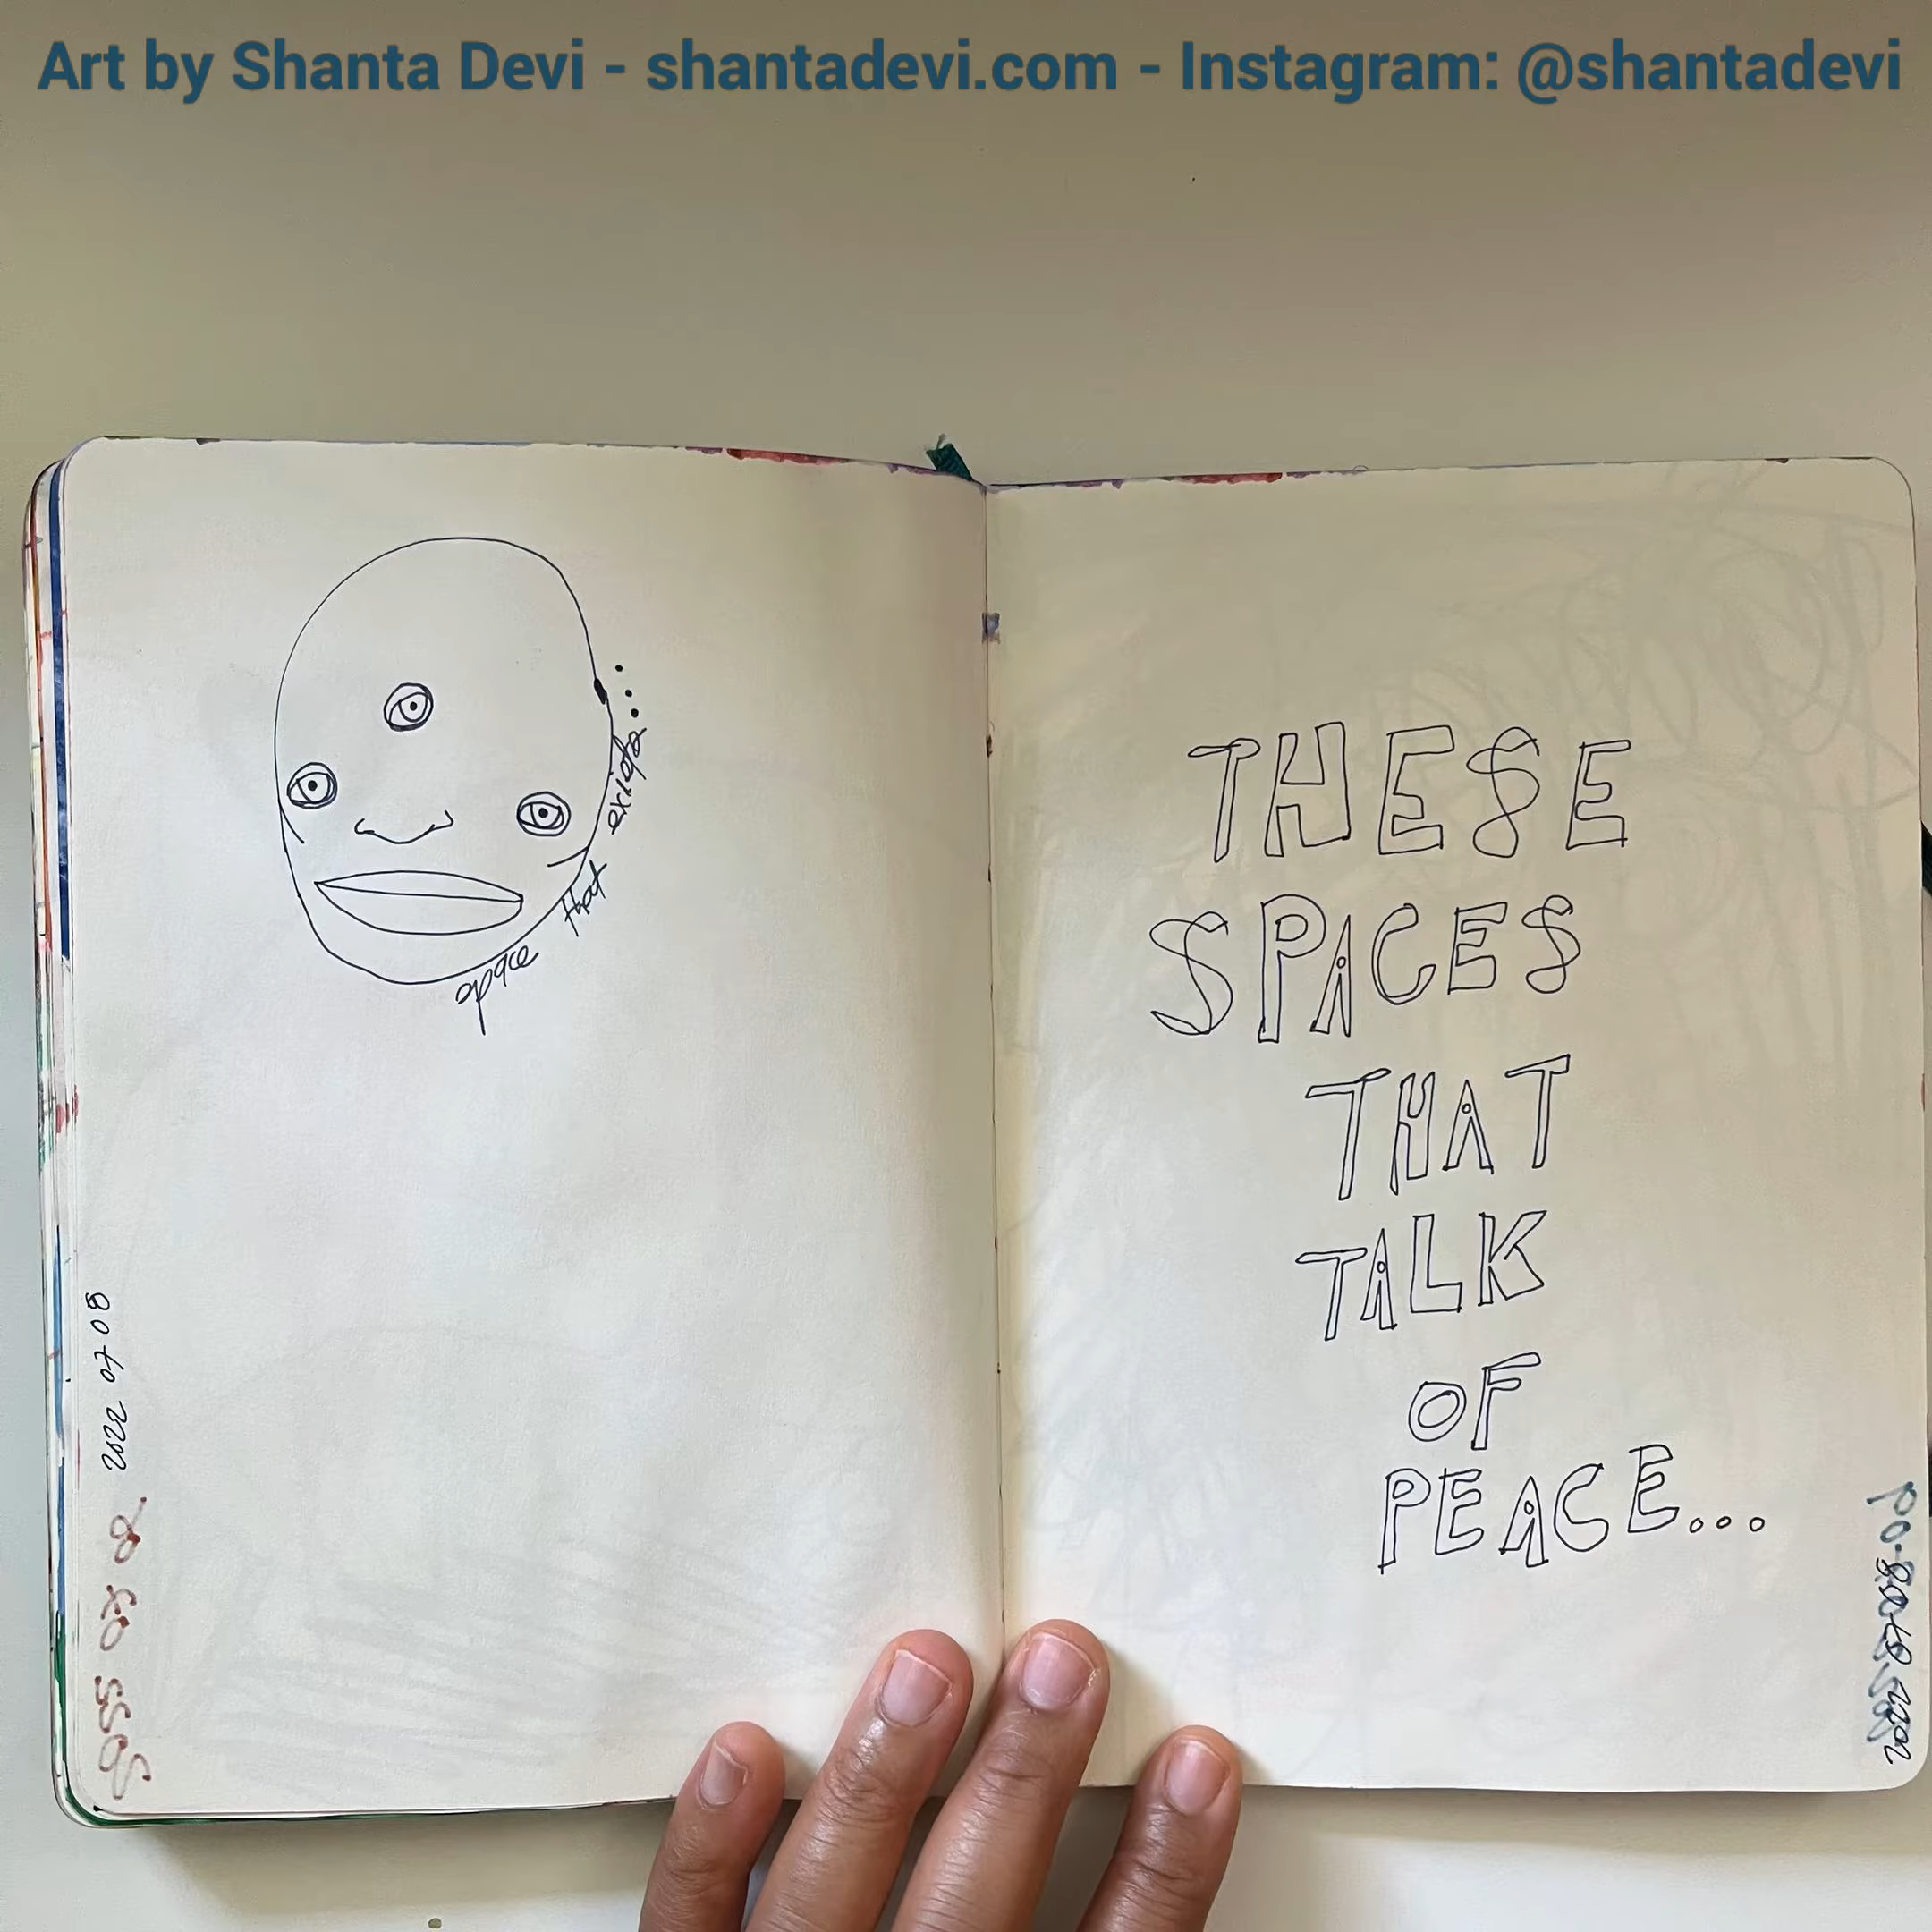 Art by Shanta Devi - shantadevi.com - Instagram: @shantadevi
space that exists...
2022 07 08
THESE
SPACES
THAT
TALK
OF
PEACE...